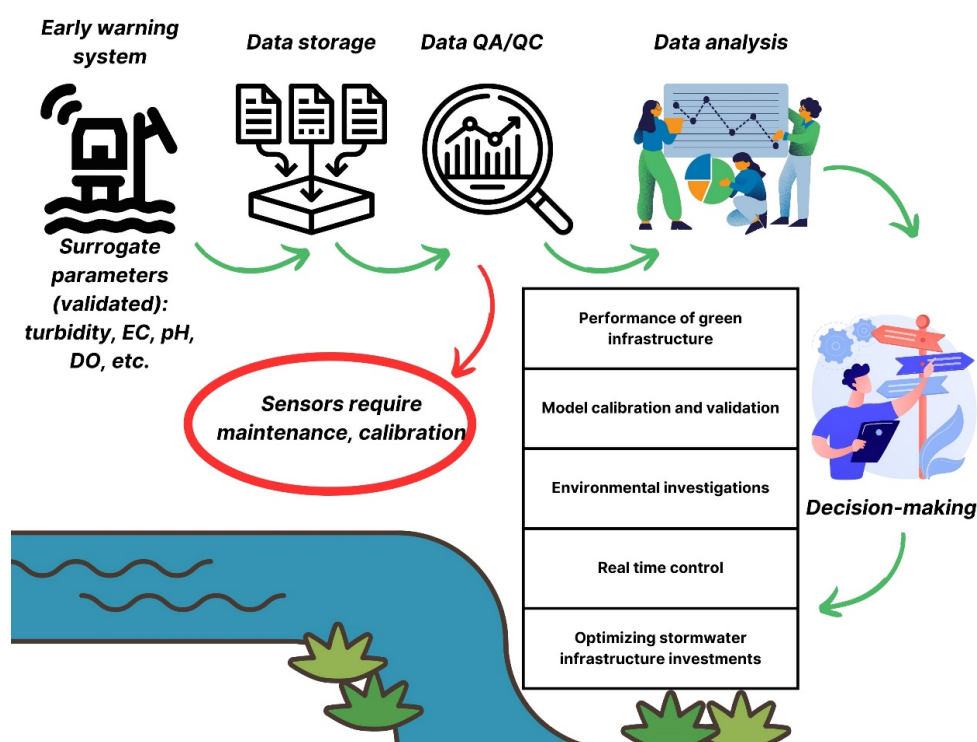 Early warning
system
Data storage
Data QA/QC
Data analysis
Surrogate
parameters
(validated):
turbidity, EC, pH,
DO, etc.
Sensors require
maintenance, calibration
Performance of green
infrastructure
Model calibration and validation
Environmental investigations
Real time control
Optimizing stormwater
infrastructure investments
Decision-making